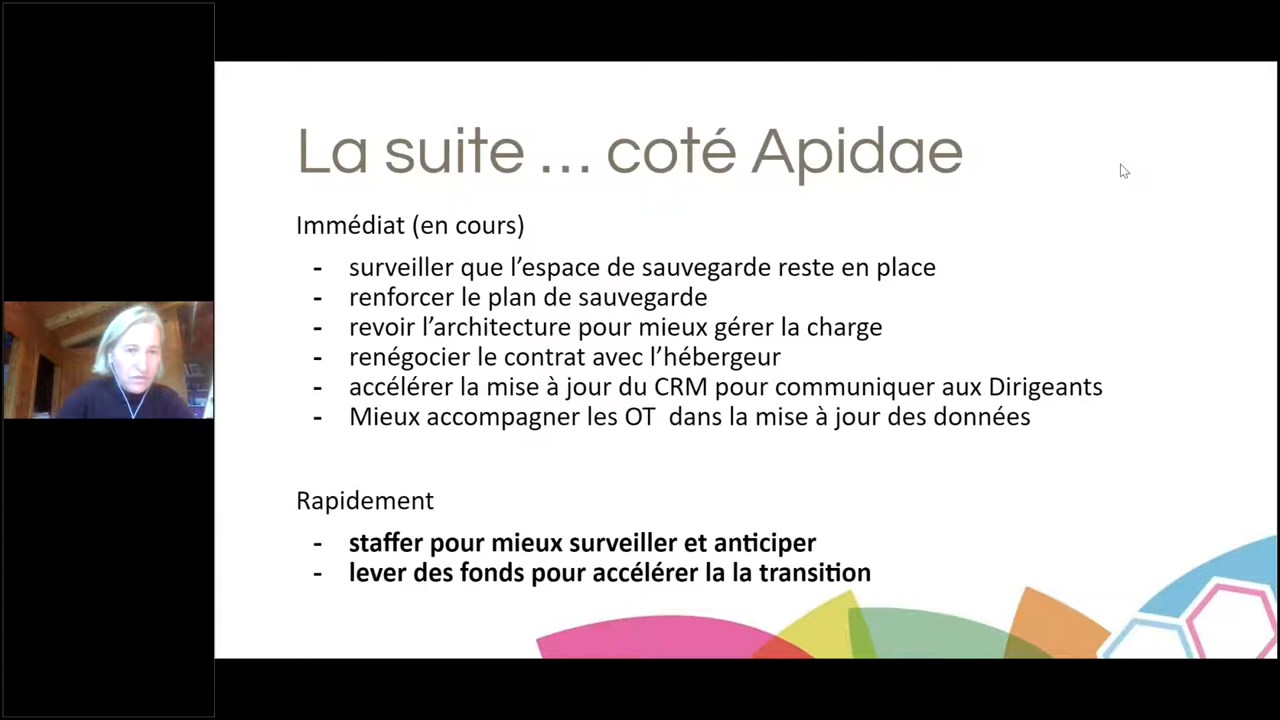 La suite ... coté Apidae
Immédiat (en cours)
- surveiller que l’espace de sauvegarde reste en place
- renforcer le plan de sauvegarde
- revoir l’architecture pour mieux gérer la charge
- renégocier le contrat avec l’hébergeur
- accélérer la mise à jour du CRM pour communiquer aux Dirigeants
- Mieux accompagner les OT  dans la mise à jour des données
Rapidement
- staffer pour mieux surveiller et anticiper
- lever des fonds pour accélérer la la transition